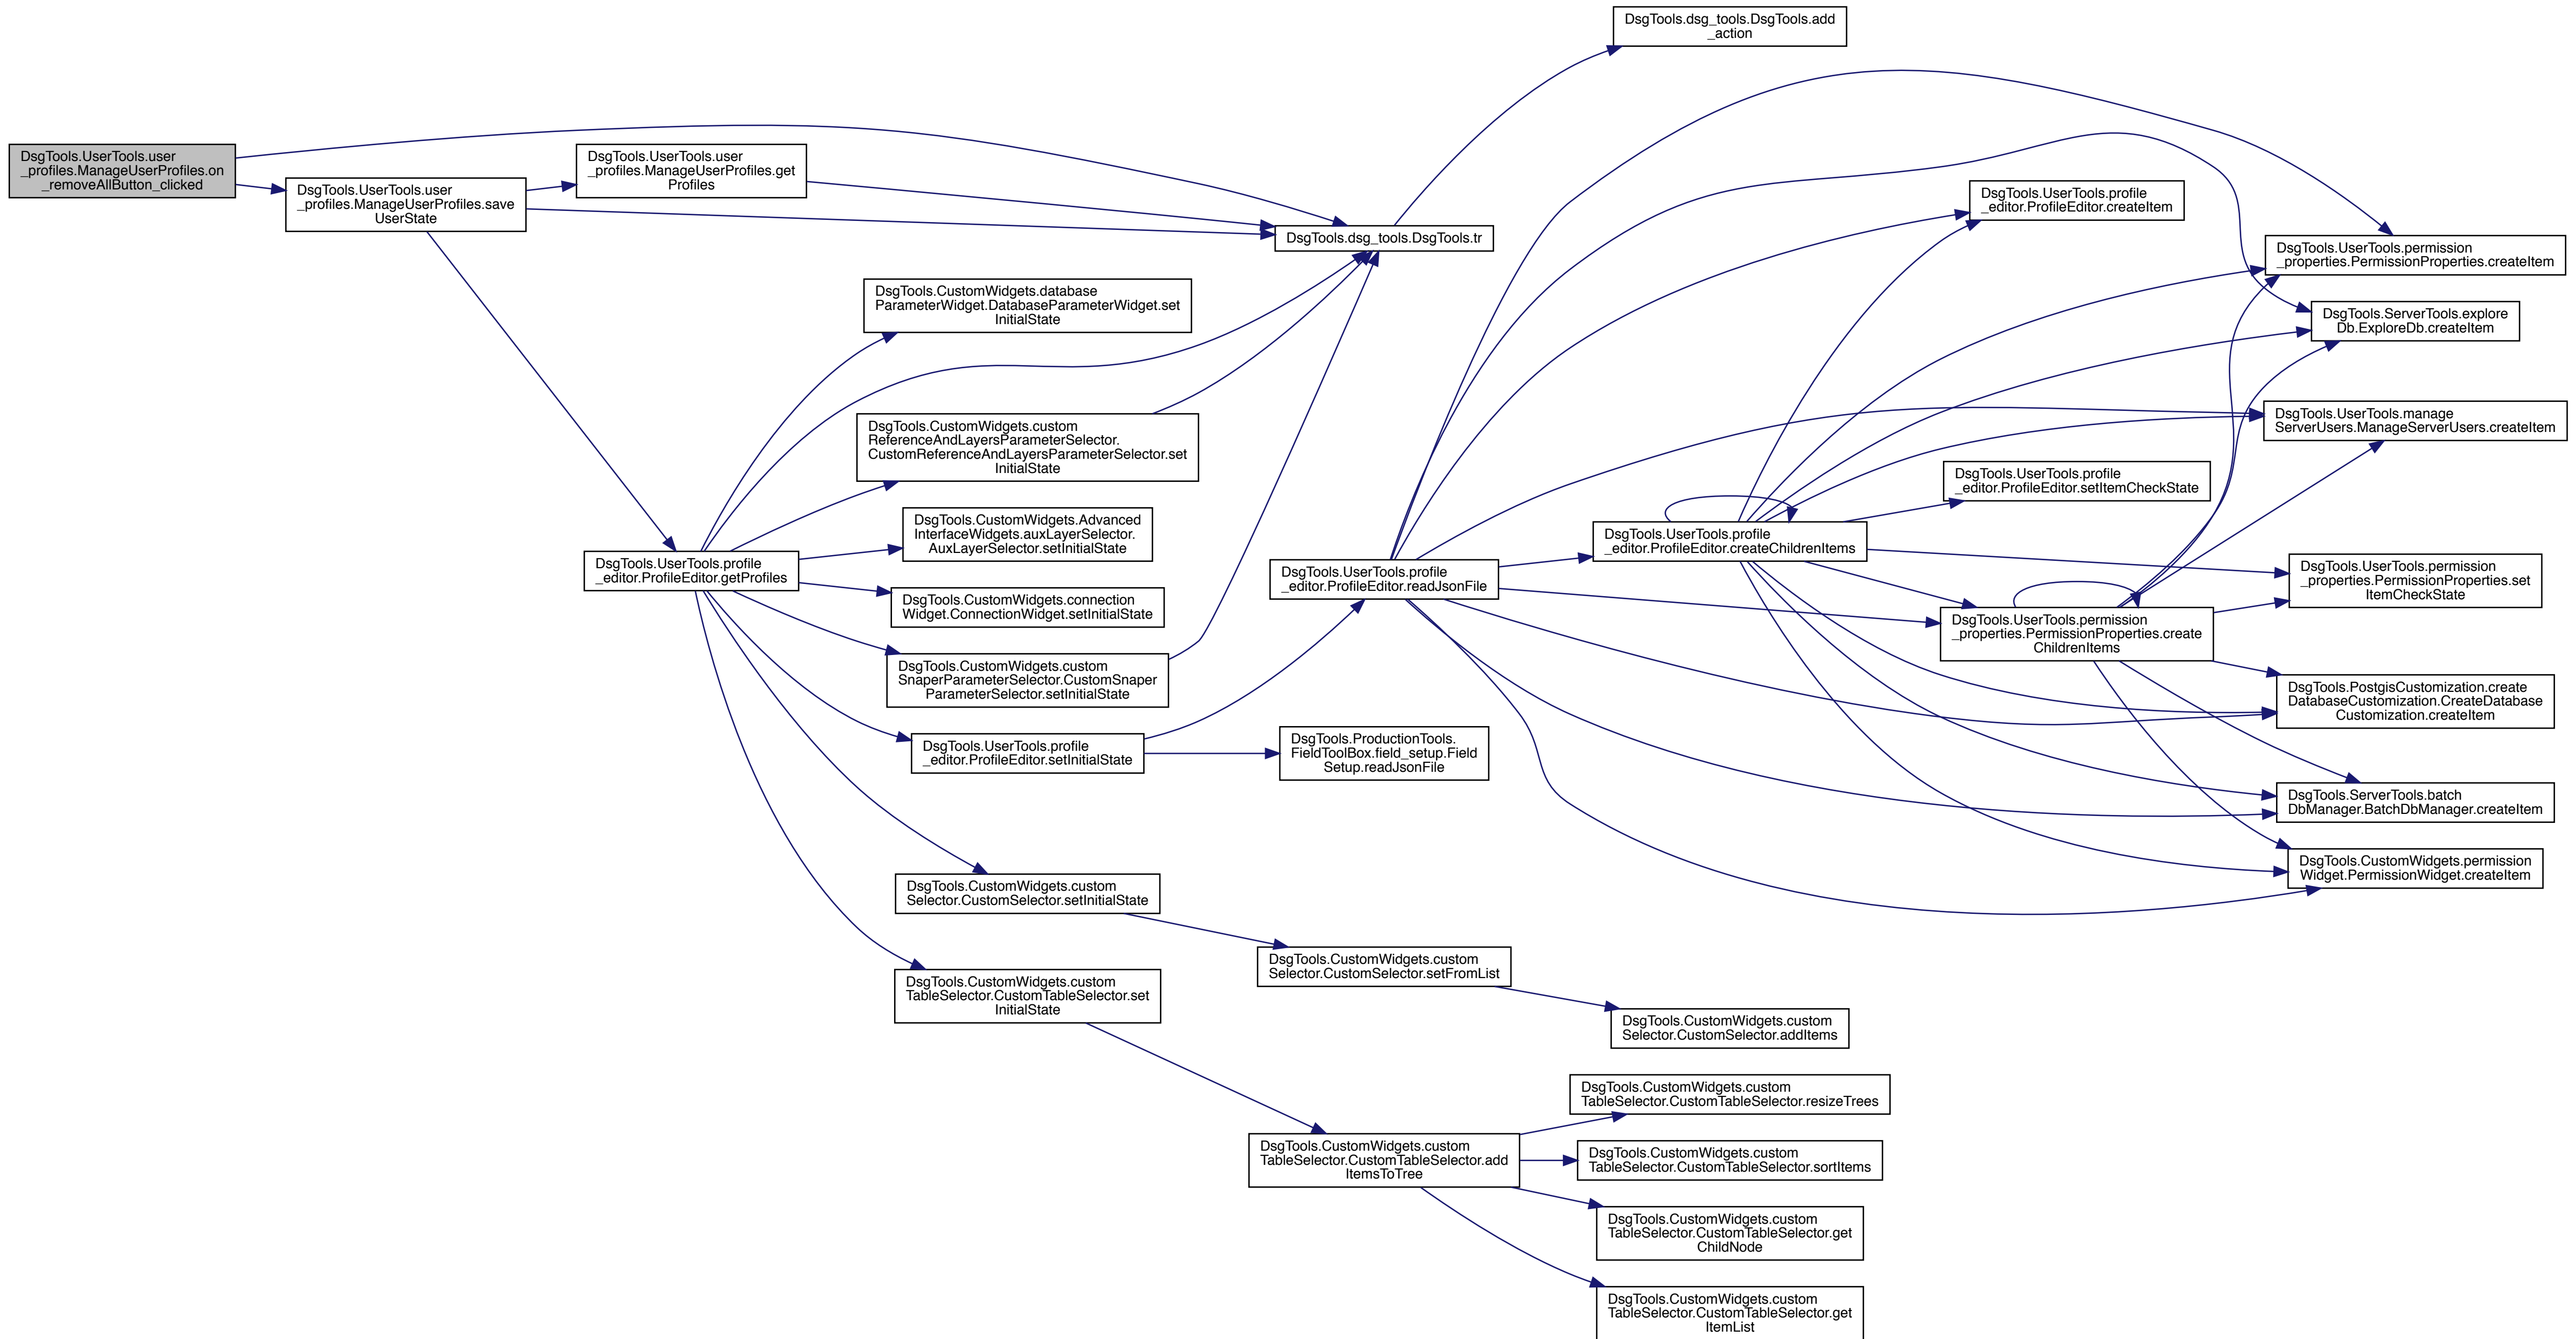 DsgTools.UserTools.user
_profiles.ManageUserProfiles.on
_removeAllButton_clicked
DsgTools.UserTools.user
_profiles.ManageUserProfiles.save
UserState
DsgTools.UserTools.user
_profiles.ManageUserProfiles.get
Profiles
DsgTools.UserTools.profile
_editor.ProfileEditor.getProfiles
DsgTools.CustomWidgets.database
ParameterWidget.DatabaseParameterWidget.set
InitialState
DsgTools.CustomWidgets.custom
ReferenceAndLayersParameterSelector.
CustomReferenceAndLayersParameterSelector.set
InitialState
DsgTools.CustomWidgets.Advanced
InterfaceWidgets.auxLayerSelector.
AuxLayerSelector.setInitialState
DsgTools.CustomWidgets.connection
Widget.ConnectionWidget.setInitialState
DsgTools.CustomWidgets.custom
SnaperParameterSelector.CustomSnaper
ParameterSelector.setInitialState
DsgTools.UserTools.profile
_editor.ProfileEditor.setInitialState
DsgTools.CustomWidgets.custom
Selector.CustomSelector.setInitialState
DsgTools.CustomWidgets.custom
TableSelector.CustomTableSelector.set
InitialState
DsgTools.dsg_tools.DsgTools.tr
DsgTools.UserTools.profile
_editor.ProfileEditor.readJsonFile
DsgTools.ProductionTools.
FieldToolBox.field_setup.Field
Setup.readJsonFile
DsgTools.CustomWidgets.custom
Selector.CustomSelector.setFromList
DsgTools.CustomWidgets.custom
TableSelector.CustomTableSelector.add
ItemsToTree
DsgTools.dsg_tools.DsgTools.add
_action
DsgTools.UserTools.profile
_editor.ProfileEditor.createChildrenItems
DsgTools.CustomWidgets.custom
Selector.CustomSelector.addItems
DsgTools.CustomWidgets.custom
TableSelector.CustomTableSelector.resizeTrees
DsgTools.CustomWidgets.custom
TableSelector.CustomTableSelector.sortItems
DsgTools.CustomWidgets.custom
TableSelector.CustomTableSelector.get
ChildNode
DsgTools.CustomWidgets.custom
TableSelector.CustomTableSelector.get
ItemList
DsgTools.UserTools.profile
_editor.ProfileEditor.createItem
DsgTools.UserTools.profile
_editor.ProfileEditor.setItemCheckState
DsgTools.UserTools.permission
_properties.PermissionProperties.create
ChildrenItems
DsgTools.UserTools.permission
_properties.PermissionProperties.createItem
DsgTools.ServerTools.explore
Db.ExploreDb.createItem
DsgTools.UserTools.manage
ServerUsers.ManageServerUsers.createItem
DsgTools.UserTools.permission
_properties.PermissionProperties.set
ItemCheckState
DsgTools.PostgisCustomization.create
DatabaseCustomization.CreateDatabase
Customization.createItem
DsgTools.ServerTools.batch
DbManager.BatchDbManager.createItem
DsgTools.CustomWidgets.permission
Widget.PermissionWidget.createItem